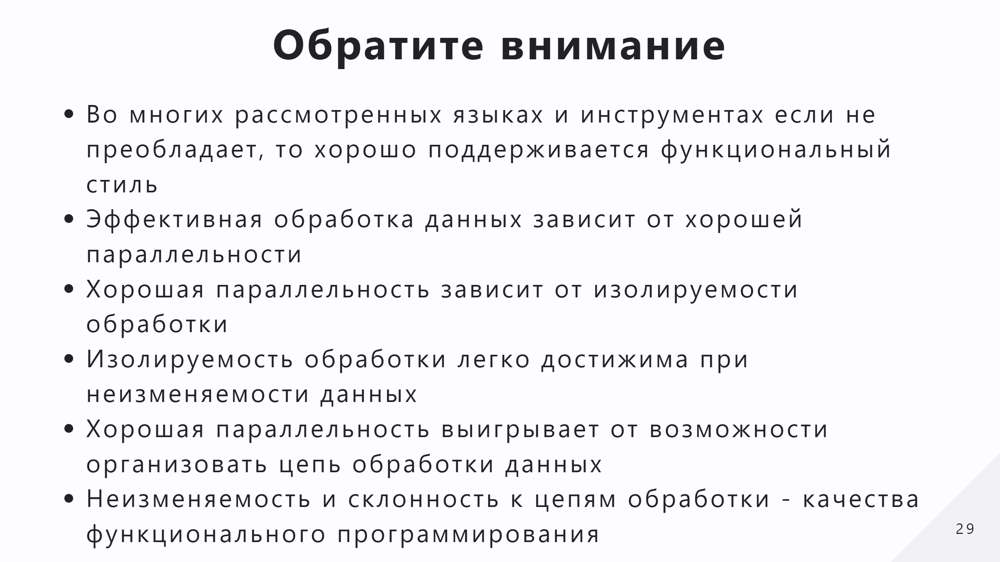 Обратите внимание
• Во многих рассмотренных языках и инструментах если не
преобладает, то хорошо поддерживается функциональный
стиль
• Эффективная обработка данных зависит от хорошей
параллельности
• Хорошая параллельность зависит от изолируемости
обработки
• Изолируемость обработки легко достижима при
неизменяемости данных
• Хорошая параллельность выигрывает от возможности
организовать цепь обработки данных
• Неизменяемость и склонность к цепям обработки - качества
функционального программирования
29